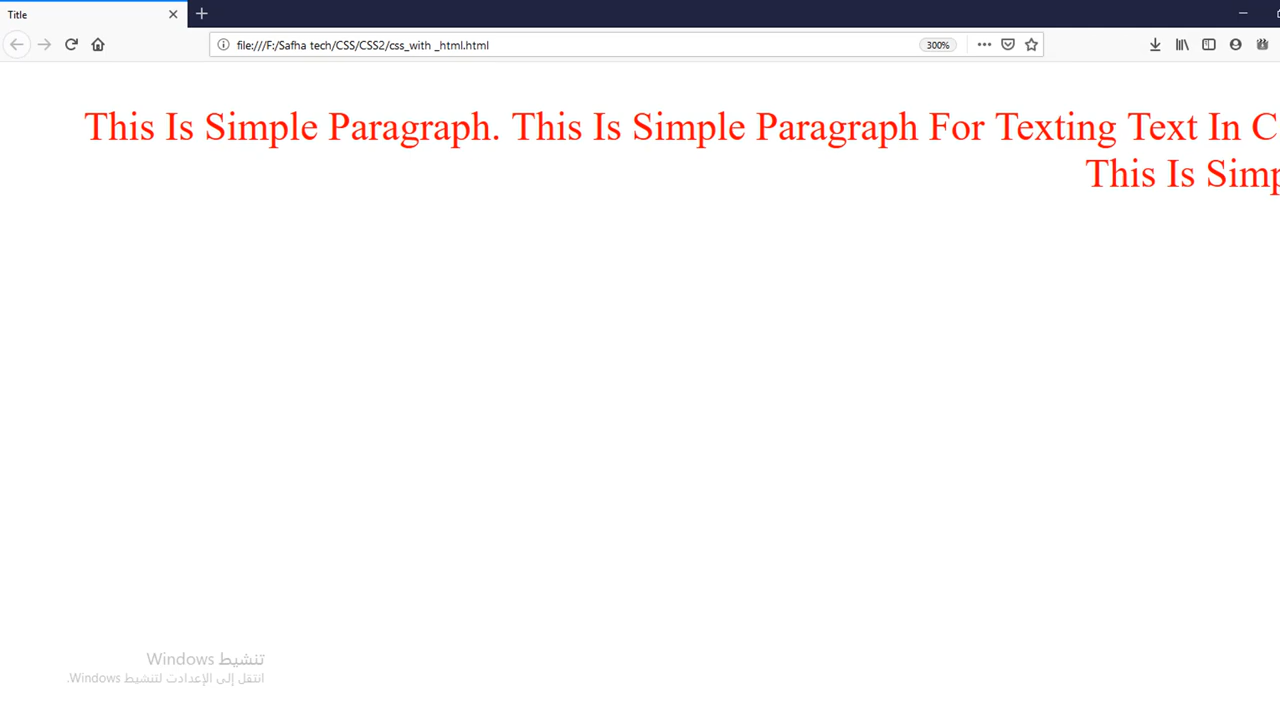 Title
file:///F:/Safha tech/CSS/CSS2/css_with _html.html
300%
This Is Simple Paragraph. This Is Simple Paragraph For Texting Text In C
This Is Simp
تنشيط Windows
انتقل إلى الإعدادت لتنشيط Windows.